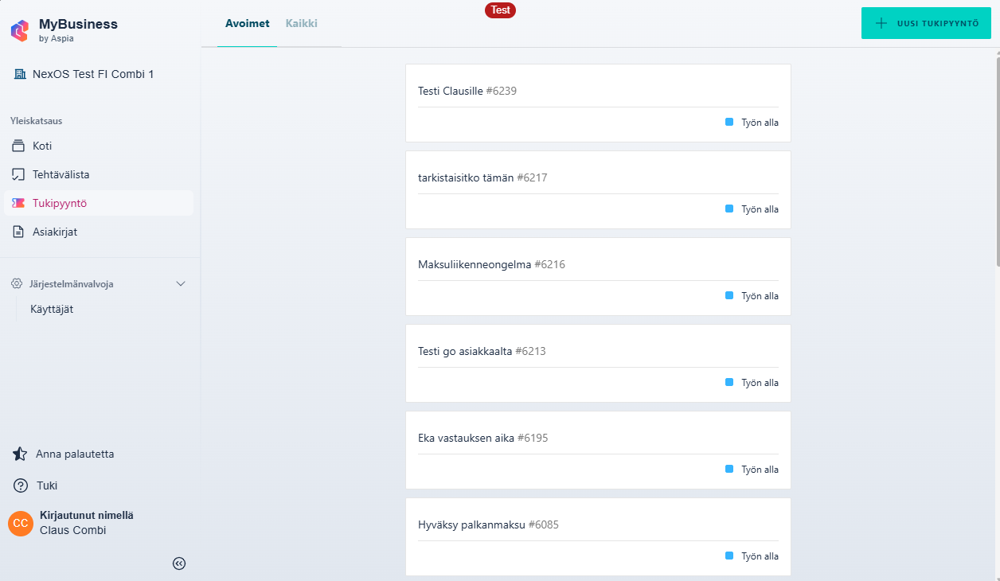 MyBusiness
by Aspia
NexOS Test FI Combi 1
Yleiskatsaus
Koti
Tehtävälista
Tukipyyntö
Asiakirjat
Järjestelmänvalvoja
Käyttäjät
Anna palautetta
Tuki
CC
Kirjautunut nimellä
Claus Combi
Test
Avoimet
Kaikki
UUSI TUKIPYYNTÖ
Testi Clausille #6239
Työn alla
tarkistaisitko tämän #6217
Työn alla
Maksuliikenneongelma #6216
Työn alla
Testi go asiakkaalta #6213
Työn alla
Eka vastauksen aika #6195
Työn alla
Hyväksy palkanmaksu #6085
Työn alla